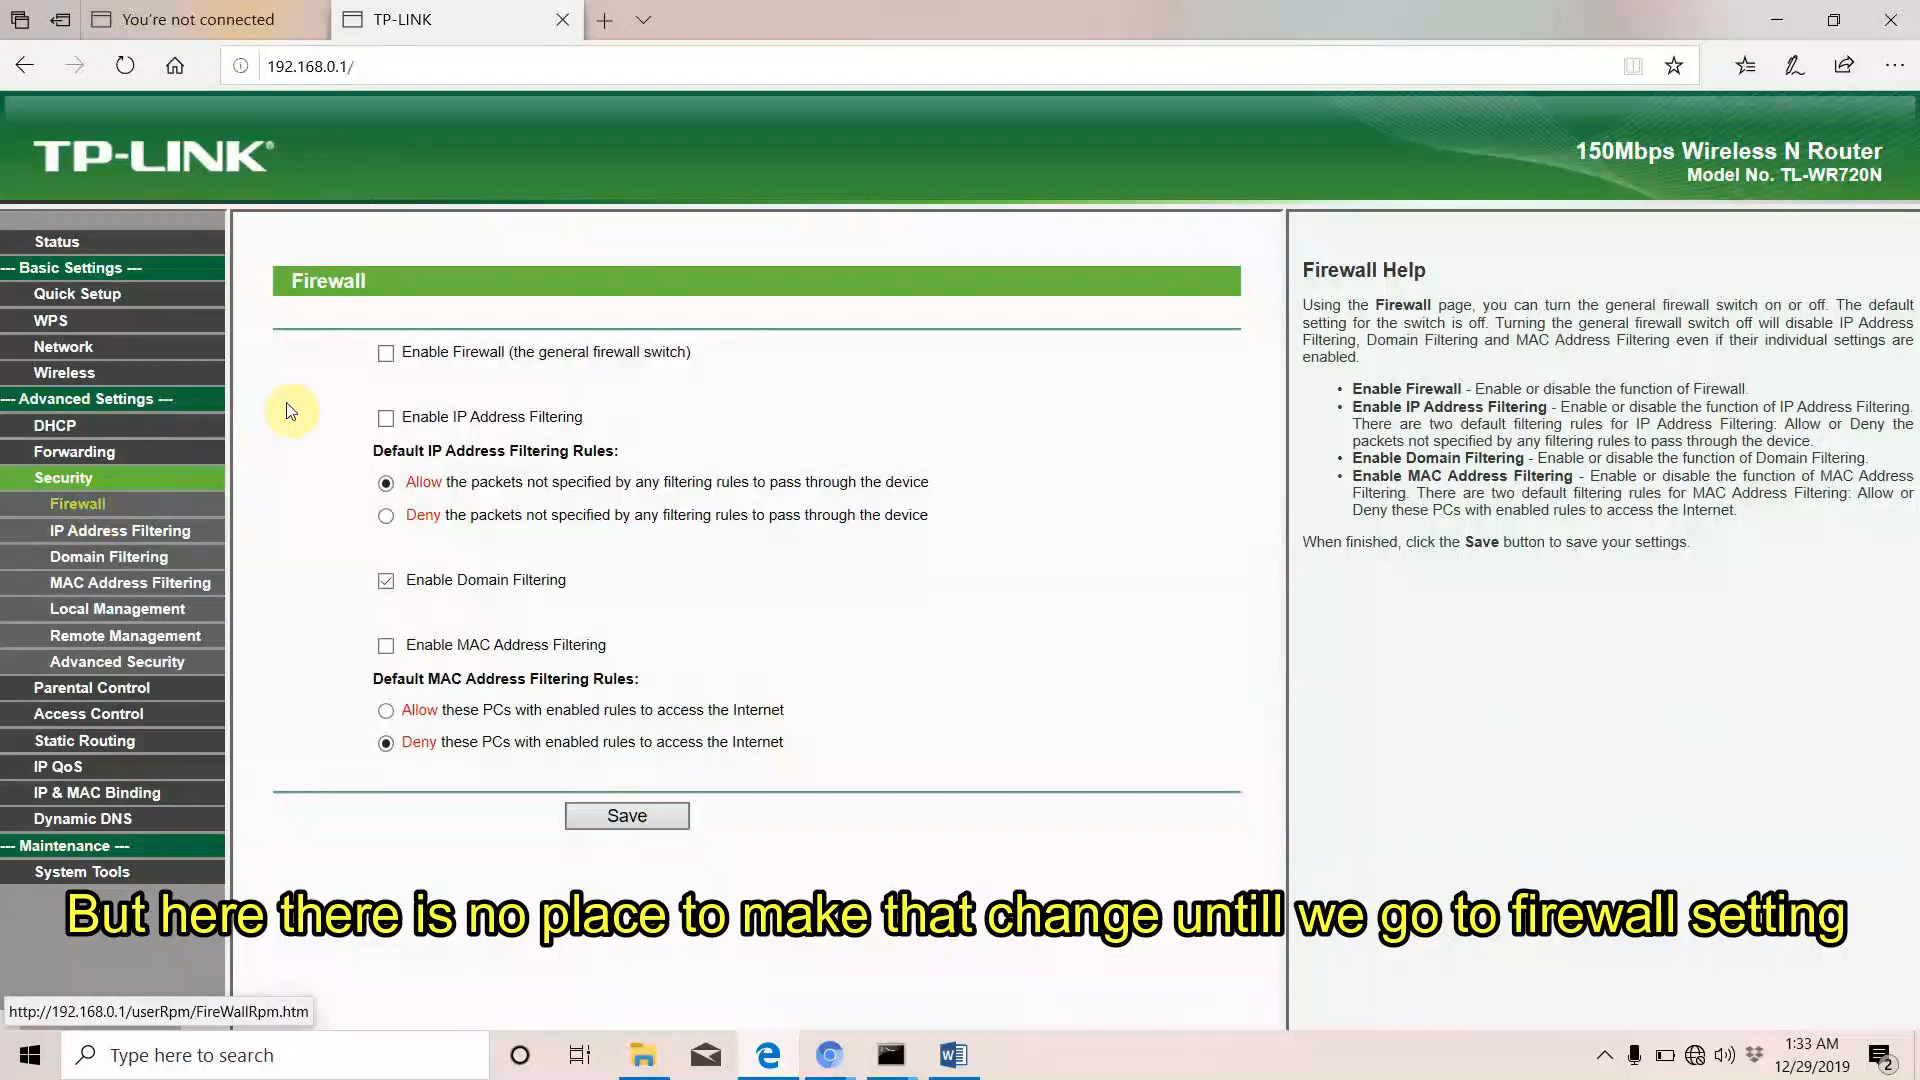 You're not connected
TP-LINK
192.168.0.1/
TP-LINK®
150Mbps Wireless N Router
Model No. TL-WR720N
Status
--- Basic Settings ---
Quick Setup
WPS
Network
Wireless
--- Advanced Settings ---
DHCP
Forwarding
Security
Firewall
IP Address Filtering
Domain Filtering
MAC Address Filtering
Local Management
Remote Management
Advanced Security
Parental Control
Access Control
Static Routing
IP QoS
IP & MAC Binding
Dynamic DNS
--- Maintenance ---
System Tools
Firewall
Enable Firewall (the general firewall switch)
Enable IP Address Filtering
Default IP Address Filtering Rules:
Allow the packets not specified by any filtering rules to pass through the device
Deny the packets not specified by any filtering rules to pass through the device
Enable Domain Filtering
Enable MAC Address Filtering
Default MAC Address Filtering Rules:
Allow these PCs with enabled rules to access the Internet
Deny these PCs with enabled rules to access the Internet
Save
Firewall Help
Using the Firewall page, you can turn the general firewall switch on or off. The default
setting for the switch is off. Turning the general firewall switch off will disable IP Address
Filtering, Domain Filtering and MAC Address Filtering even if their individual settings are
enabled.
• Enable Firewall - Enable or disable the function of Firewall.
• Enable IP Address Filtering - Enable or disable the function of IP Address Filtering.
There are two default filtering rules for IP Address Filtering: Allow or Deny the
packets not specified by any filtering rules to pass through the device.
• Enable Domain Filtering - Enable or disable the function of Domain Filtering.
• Enable MAC Address Filtering - Enable or disable the function of MAC Address
Filtering. There are two default filtering rules for MAC Address Filtering: Allow or
Deny these PCs with enabled rules to access the Internet.
When finished, click the Save button to save your settings.
But here there is no place to make that change untill we go to firewall setting
http://192.168.0.1/userRpm/FireWallRpm.htm
Type here to search
1:33 AM
12/29/2019
2